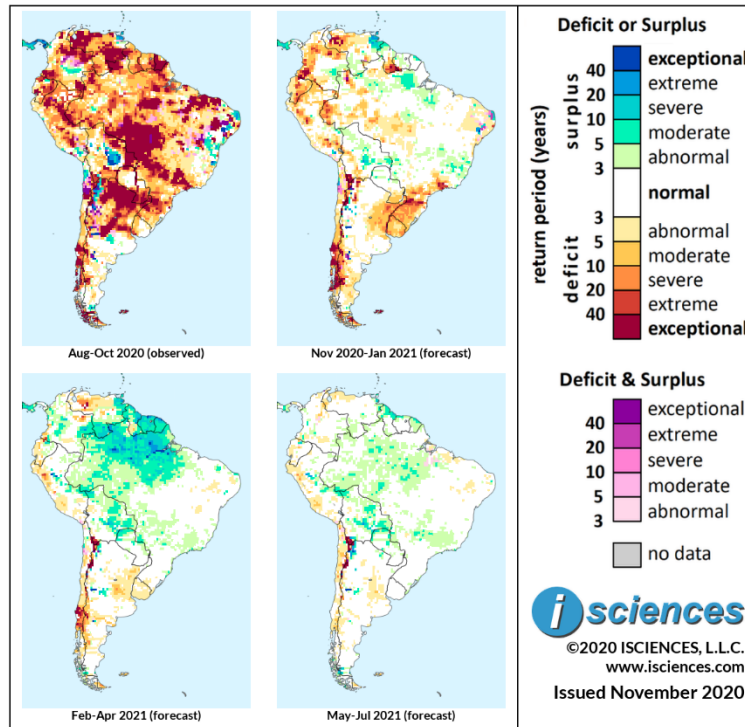 Aug-Oct 2020 (observed)
Nov 2020-Jan 2021 (forecast)
Feb-Apr 2021 (forecast)
May-Jul 2021 (forecast)
Deficit or Surplus
return period (years)
surplus
deficit
exceptional
40
extreme
20
severe
10
moderate
5
abnormal
3
normal
3
abnormal
5
moderate
10
severe
20
extreme
40
exceptional
Deficit & Surplus
exceptional
40
extreme
20
severe
10
moderate
5
abnormal
3
no data
i sciences
©2020 ISCIENCES, L.L.C.
www.isciences.com
Issued November 2020